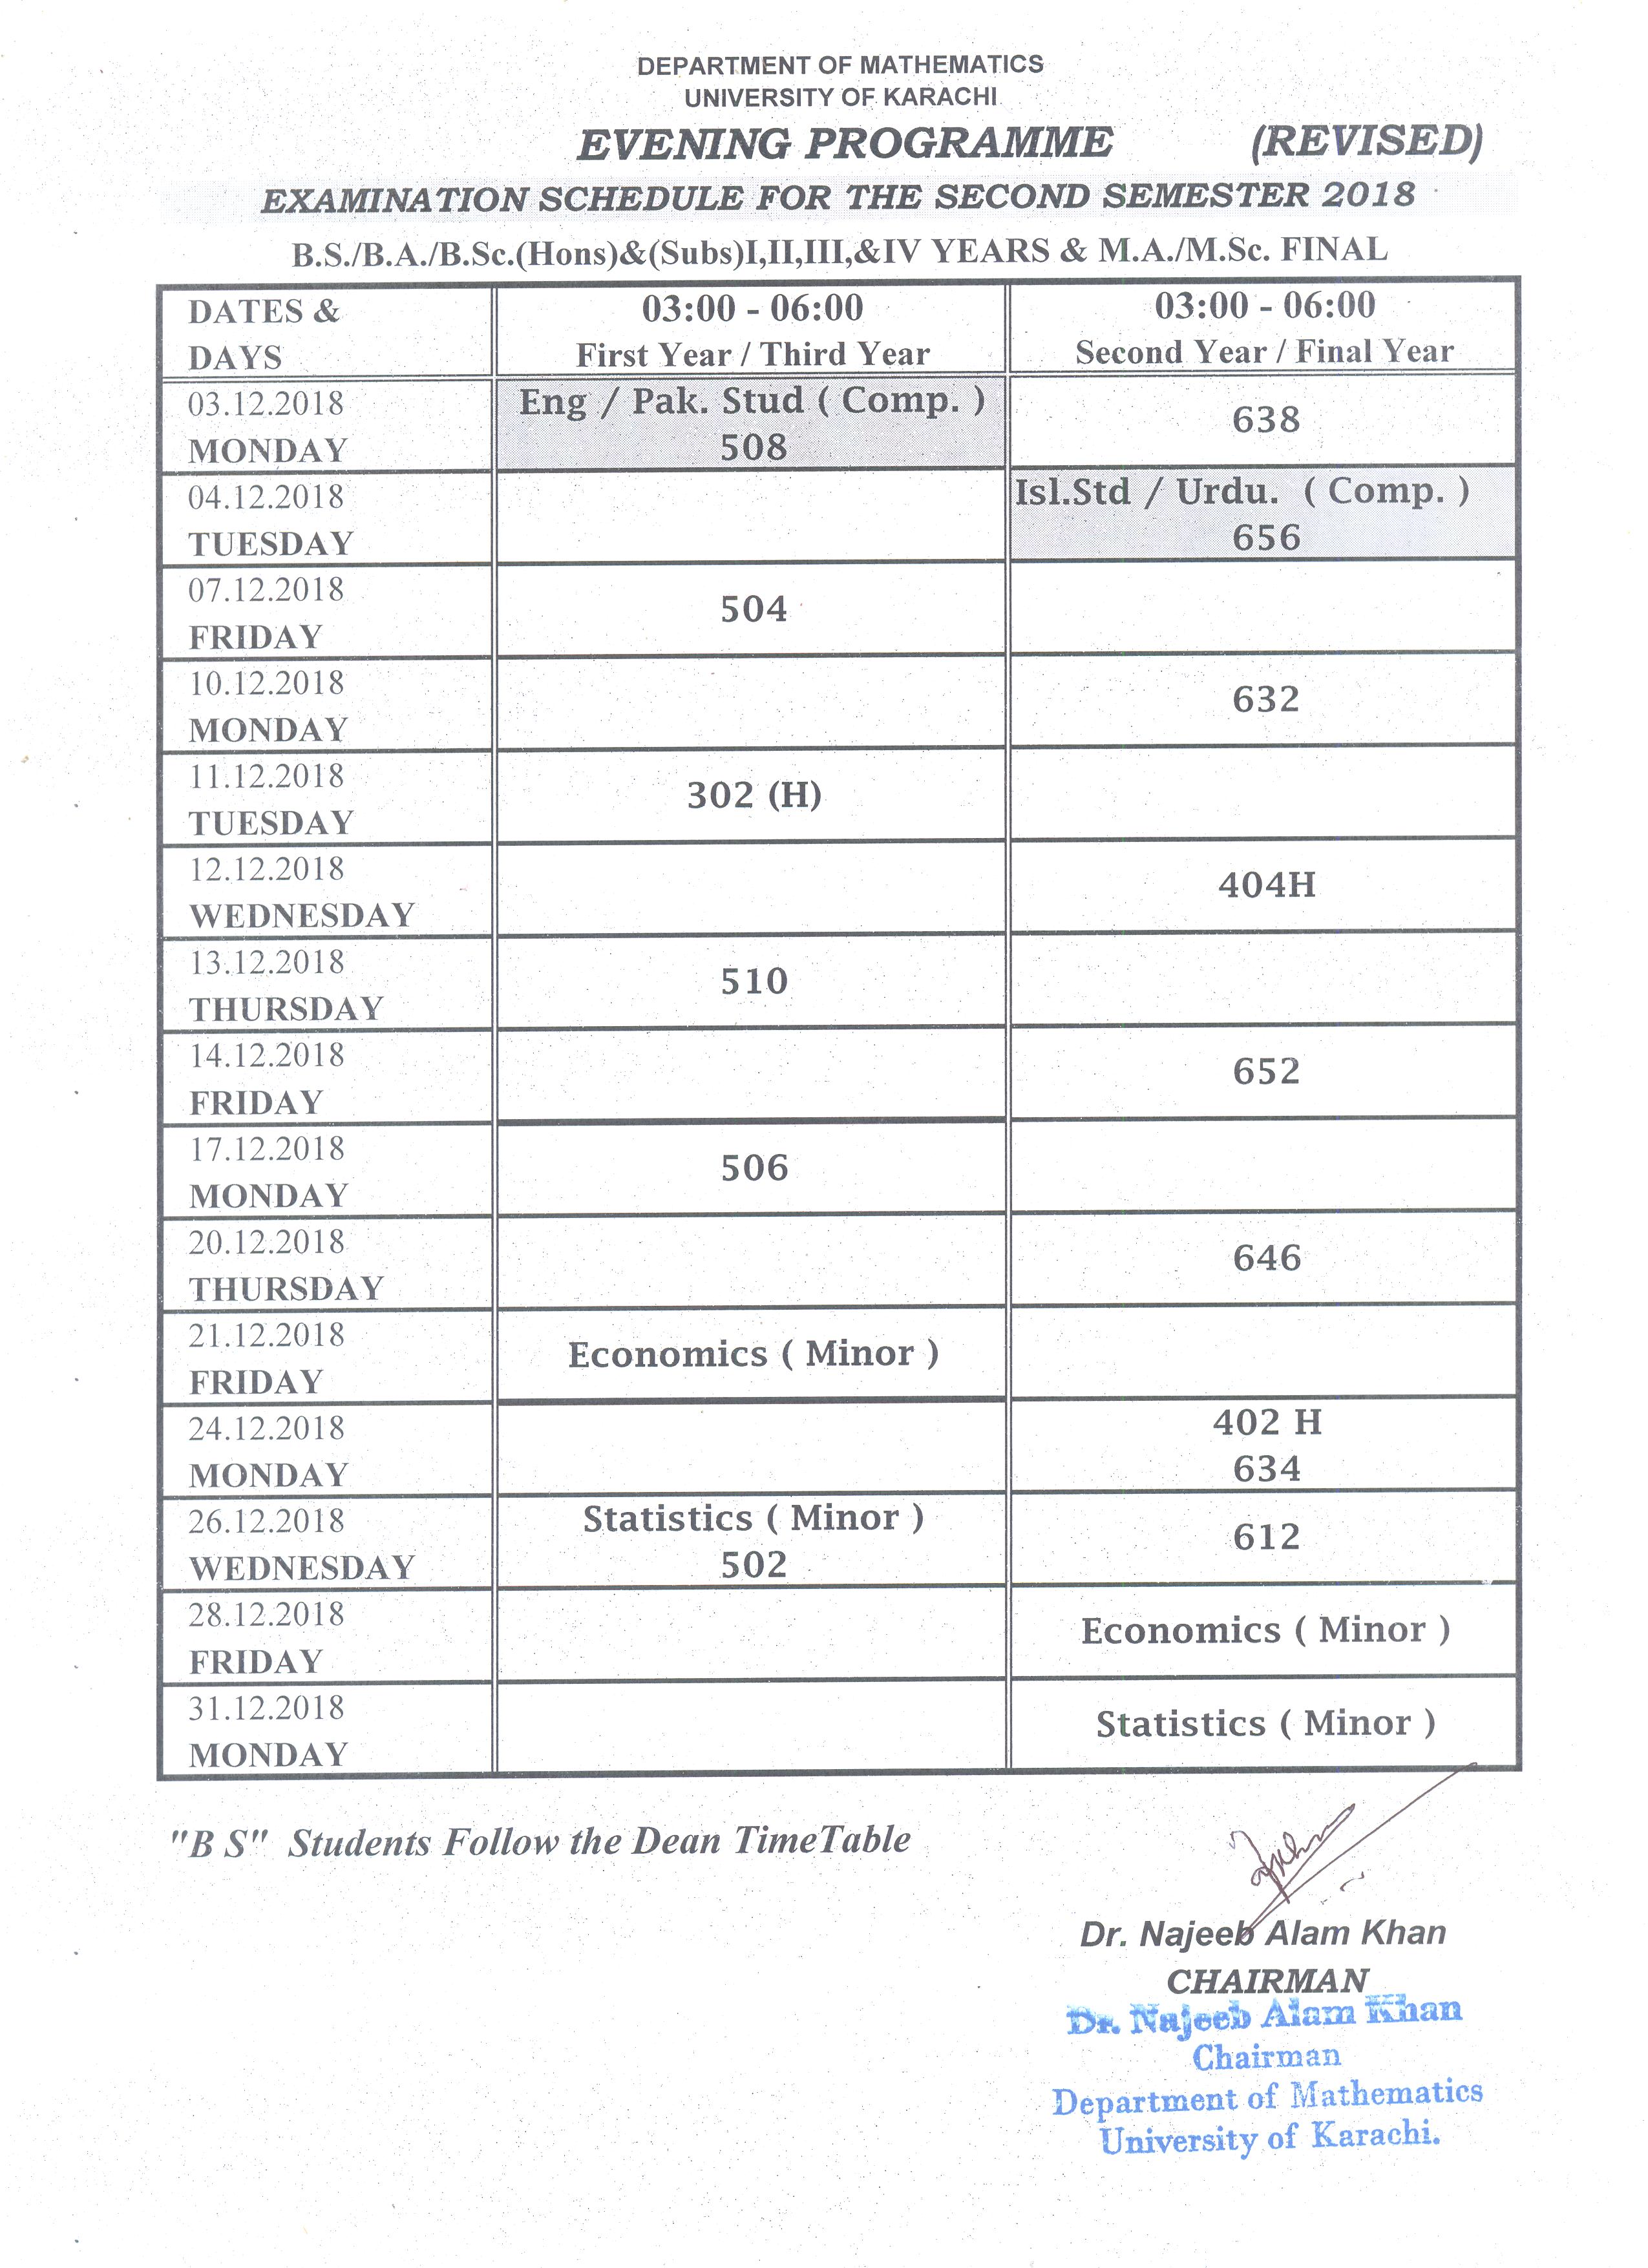 DEPARTMENT OF MATHEMATICS
UNIVERSITY OF KARACHI
EVENING PROGRAMME (REVISED)
EXAMINATION SCHEDULE FOR THE SECOND SEMESTER 2018
B.S./B.A./B.Sc.(Hons)&(Subs)I,II,III,&IV YEARS & M.A./M.Sc. FINAL
DATES & 03:00 - 06:00 03:00 - 06:00
DAYS First Year / Third Year Second Year / Final Year
03.12.2018 Eng / Pak. Stud ( Comp. ) 638
MONDAY 508
04.12.2018 Isl.Std / Urdu. ( Comp. )
TUESDAY 656
07.12.2018 504
FRIDAY
10.12.2018 632
MONDAY
11.12.2018 302 (H)
TUESDAY
12.12.2018 404H
WEDNESDAY
13.12.2018 510
THURSDAY
14.12.2018 652
FRIDAY
17.12.2018 506
MONDAY
20.12.2018 646
THURSDAY
21.12.2018 Economics ( Minor )
FRIDAY
24.12.2018 402 H
MONDAY 634
26.12.2018 Statistics ( Minor ) 612
WEDNESDAY 502
28.12.2018 Economics ( Minor )
FRIDAY
31.12.2018 Statistics ( Minor )
MONDAY
"B S" Students Follow the Dean TimeTable
Dr. Najeeb Alam Khan
CHAIRMAN
Dr. Najeeb Alam Khan
Chairman
Department of Mathematics
University of Karachi.